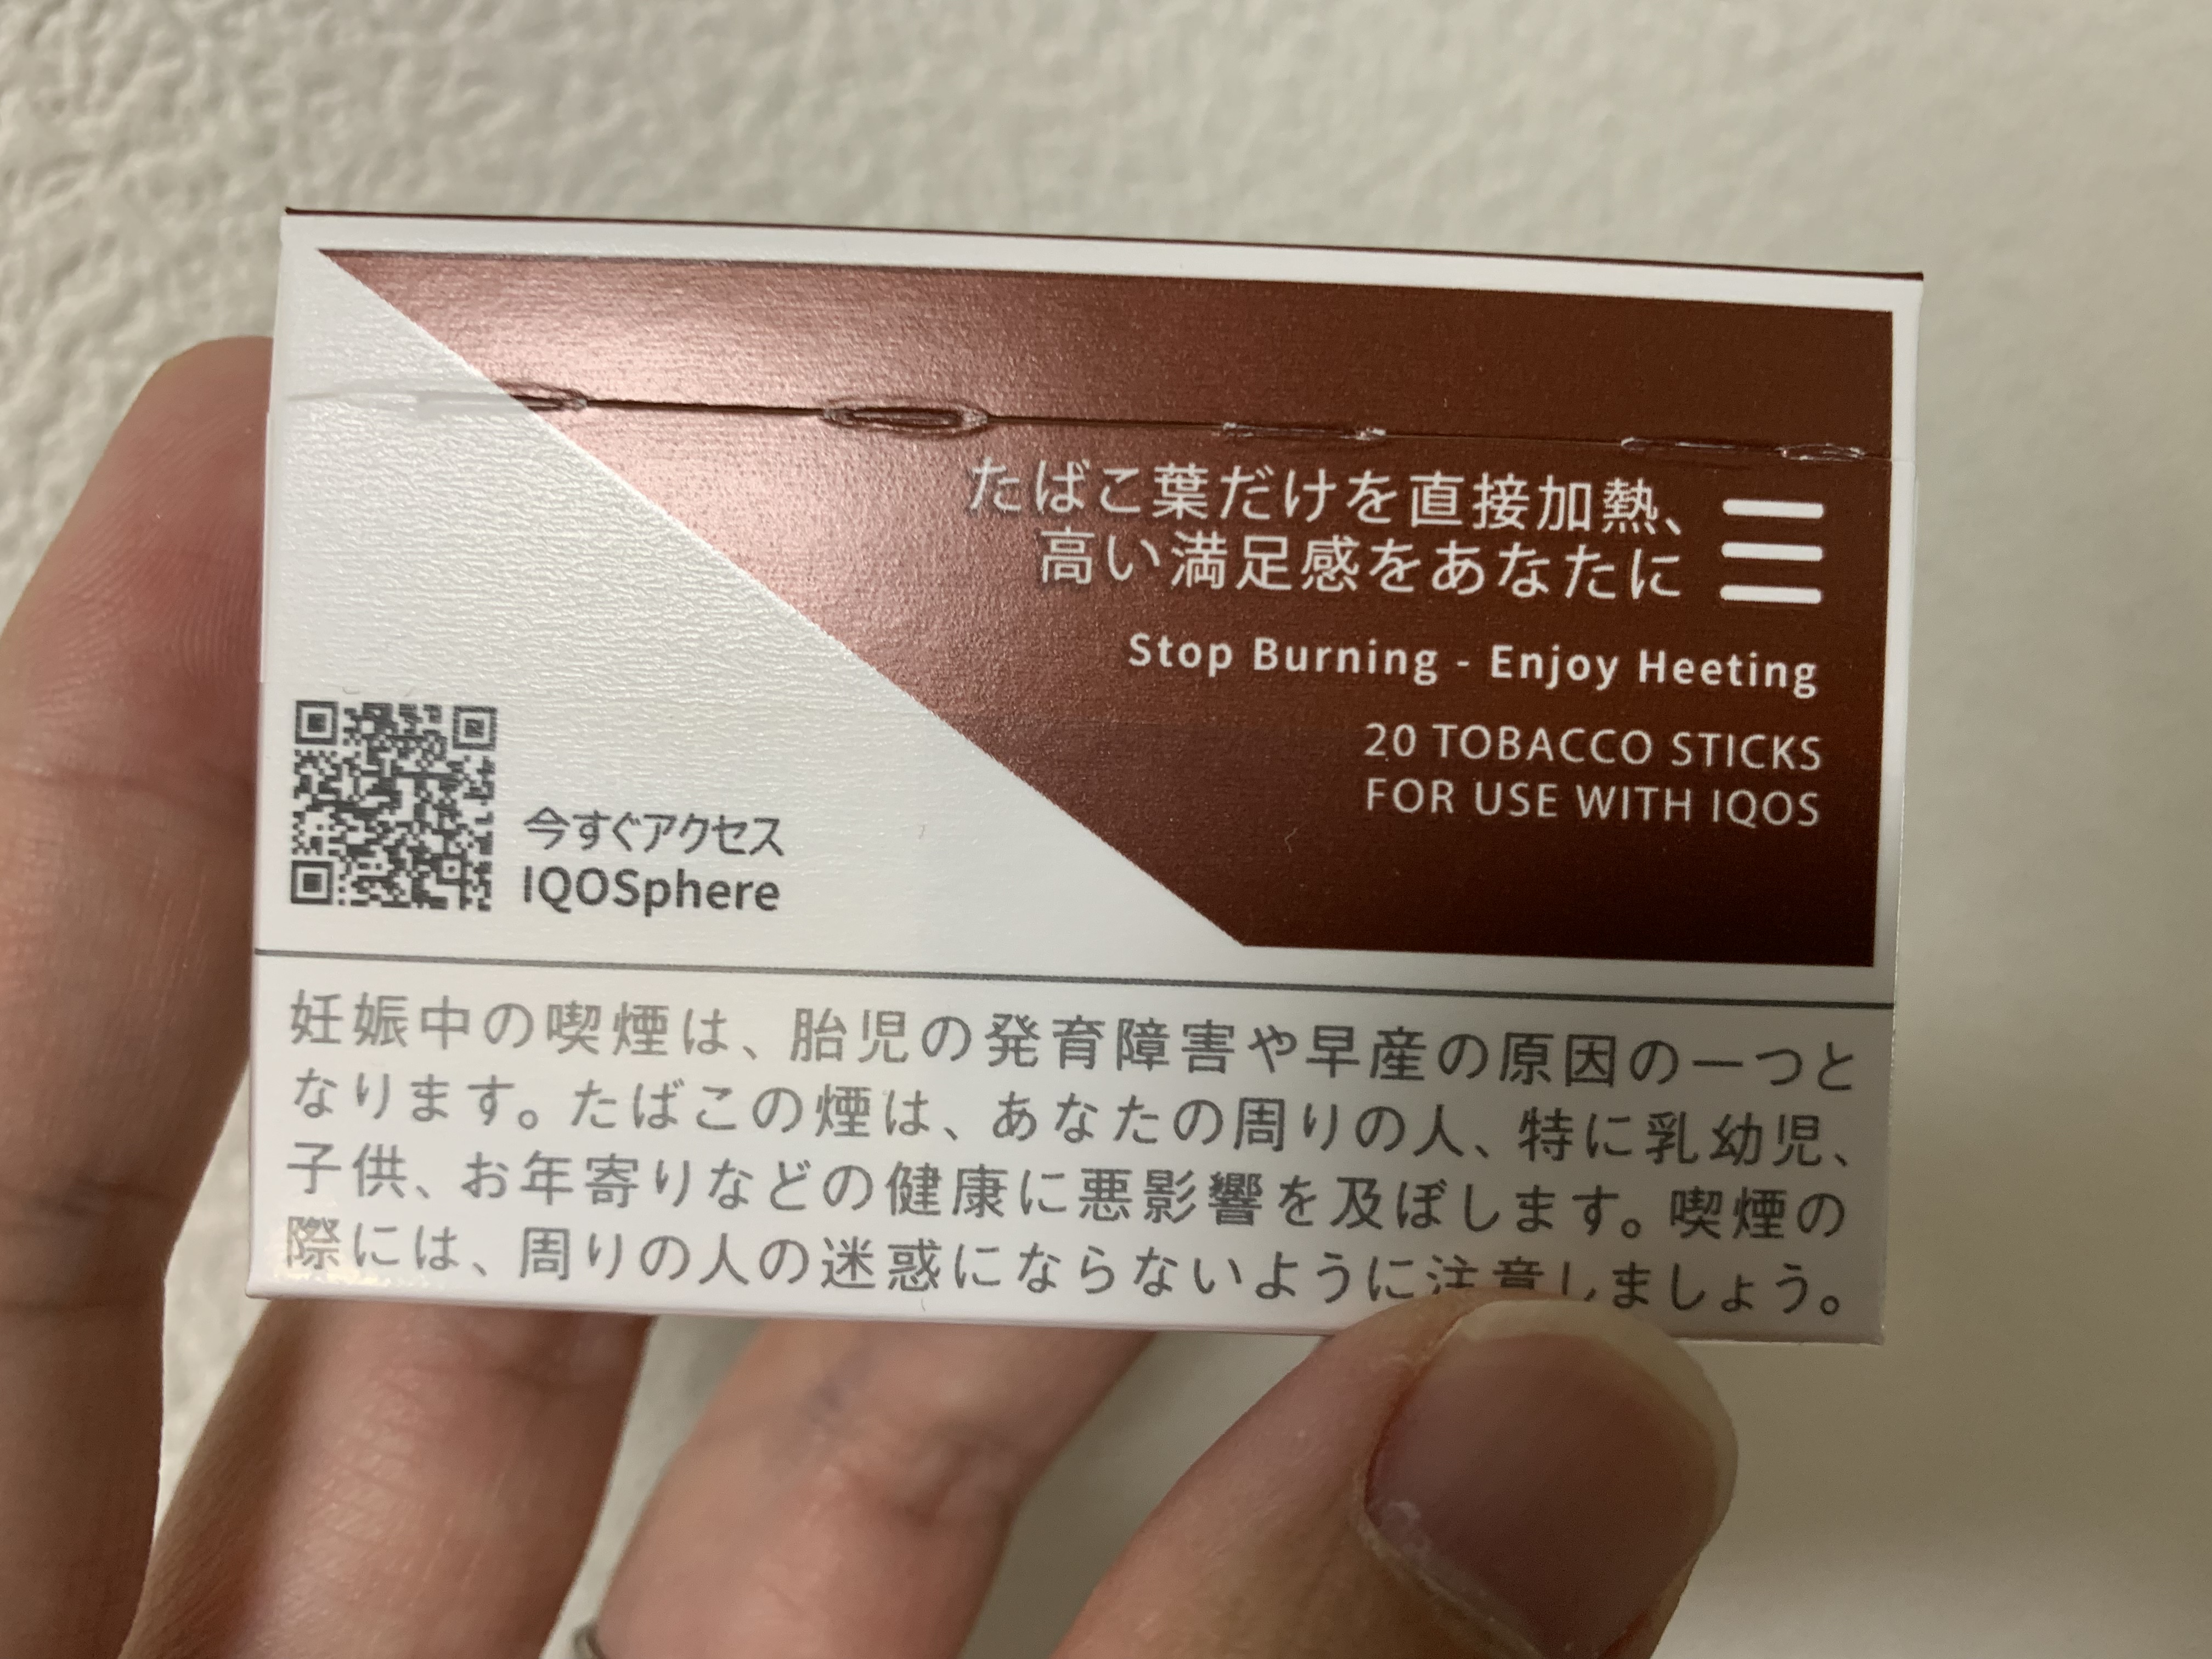 たばこ葉だけを直接加熱、
高い満足感をあなたに
Stop Burning - Enjoy Heeting
20 TOBACCO STICKS
FOR USE WITH IQOS
今すぐアクセス
IQOSphere
妊娠中の喫煙は、胎児の発育障害や早産の原因の一つと
なります。たばこの煙は、あなたの周りの人、特に乳幼児、
子供、お年寄りなどの健康に悪影響を及ぼします。喫煙の
際には、周りの人の迷惑にならないように注意しましょう。